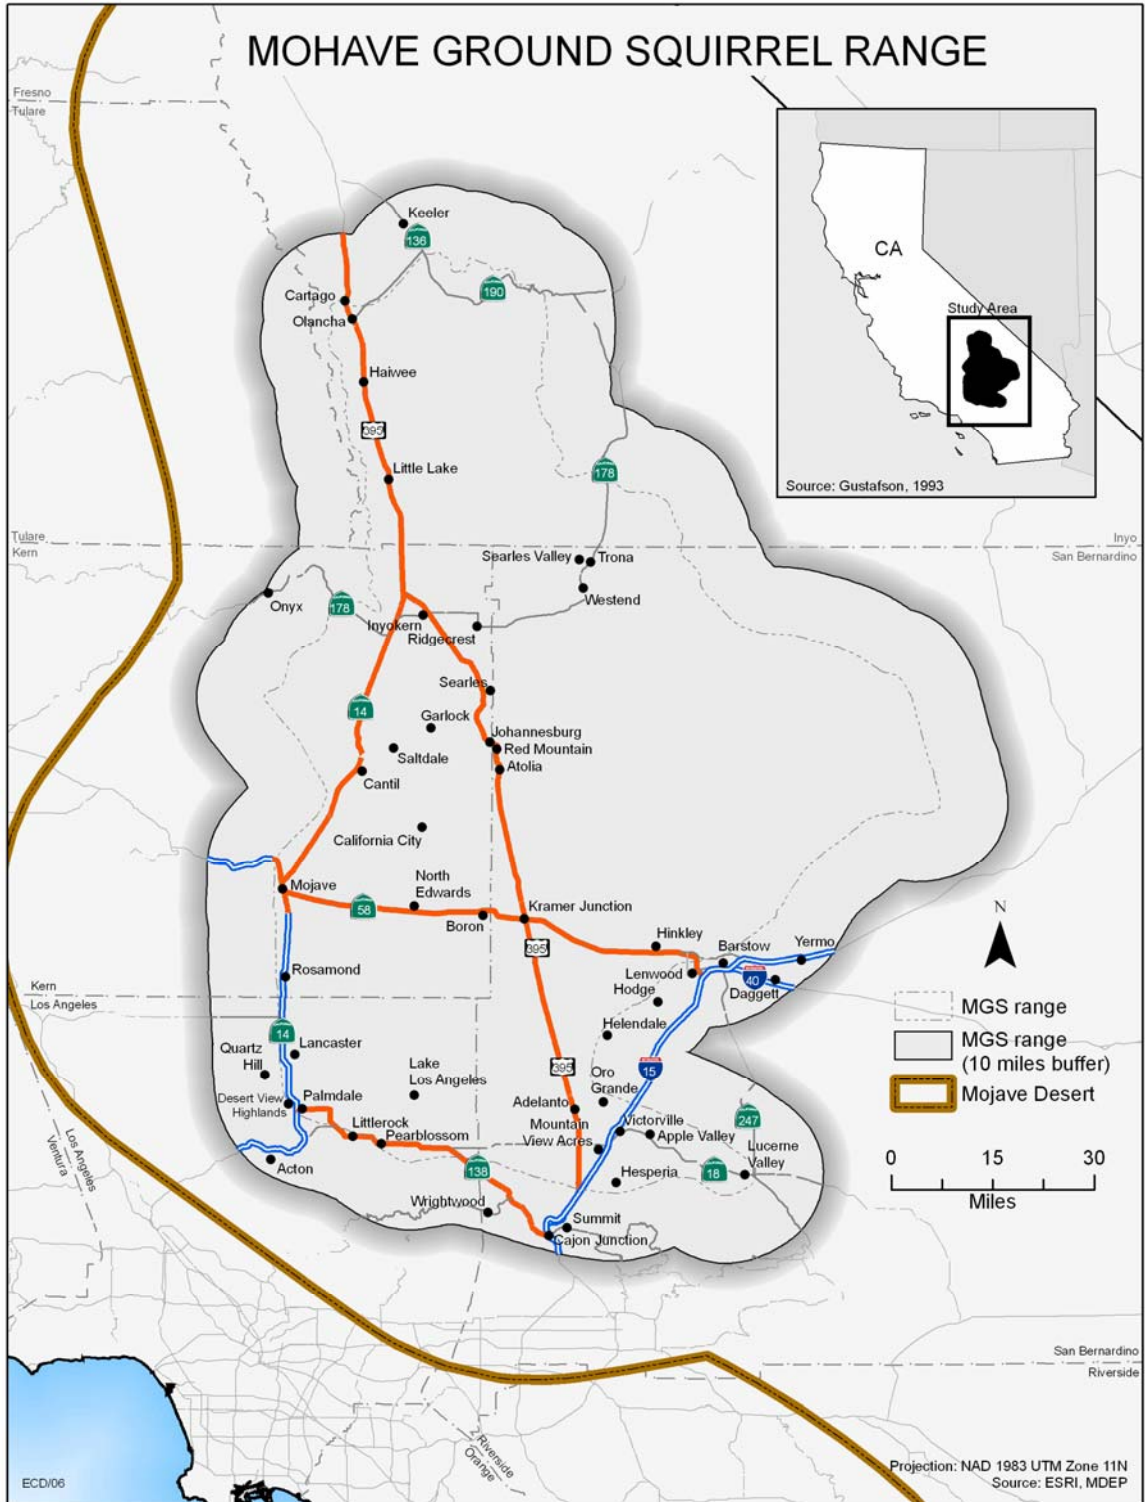 MOHAVE GROUND SQUIRREL RANGE
Fresno
Tulare
CA
Study Area
Source: Gustafson, 1993
Keeler
136
190
Cartago
Olancha
Haiwee
395
Little Lake
178
Tulare
Kern
Inyo
San Bernardino
Searles Valley
Trona
Westend
Onyx
178
Inyokern
Ridgecrest
Searles
14
Garlock
Johannesburg
Red Mountain
Saltdale
Atolia
Cantil
California City
Mojave
North
Edwards
58
Boron
Kramer Junction
395
Hinkley
Barstow
Yermo
Lenwood
40
Daggett
Hodge
Rosamond
Kern
Los Angeles
14
Helendale
Lancaster
Quartz
Hill
Lake
Los Angeles
395
15
Oro
Grande
Desert View
Highlands
Palmdale
Adelanto
247
Littlerock
Mountain
View Acres
Victorville
Pearblossom
Apple Valley
Lucerne
Valley
Acton
138
18
Hesperia
Wrightwood
Summit
Cajon Junction
N
MGS range
MGS range
(10 miles buffer)
Mojave Desert
0 15 30
Miles
Los Angeles
Ventura
San Bernardino
Riverside
Riverside
Orange
ECD/06
Projection: NAD 1983 UTM Zone 11N
Source: ESRI, MDEP